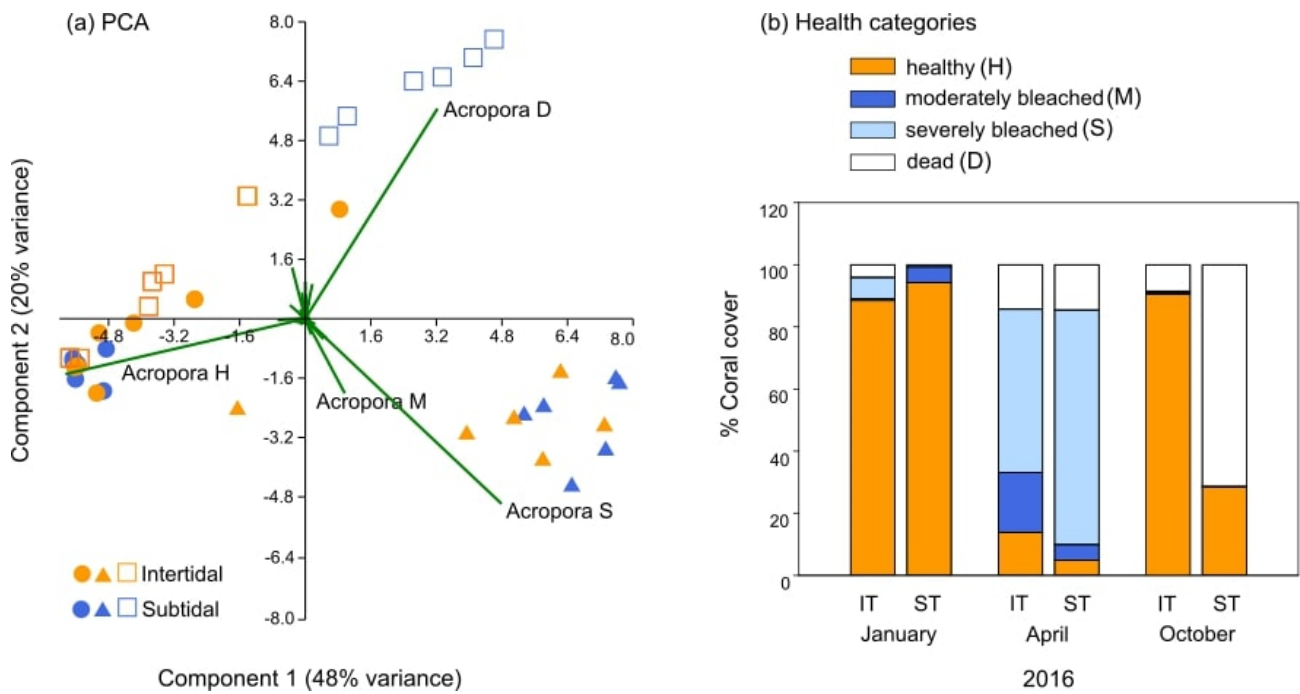 (a) PCA
8.0
6.4
4.8
3.2
1.6
-1.6
-3.2
-4.8
-6.4
-8.0
-4.8 -3.2 -1.6 1.6 3.2 4.8 6.4 8.0
Acropora D
Acropora H
Acropora M
Acropora S
Intertidal
Subtidal
Component 2 (20% variance)
Component 1 (48% variance)
(b) Health categories
healthy (H)
moderately bleached (M)
severely bleached (S)
dead (D)
120
100
80
60
40
20
0
% Coral cover
IT ST IT ST IT ST
January April October
2016